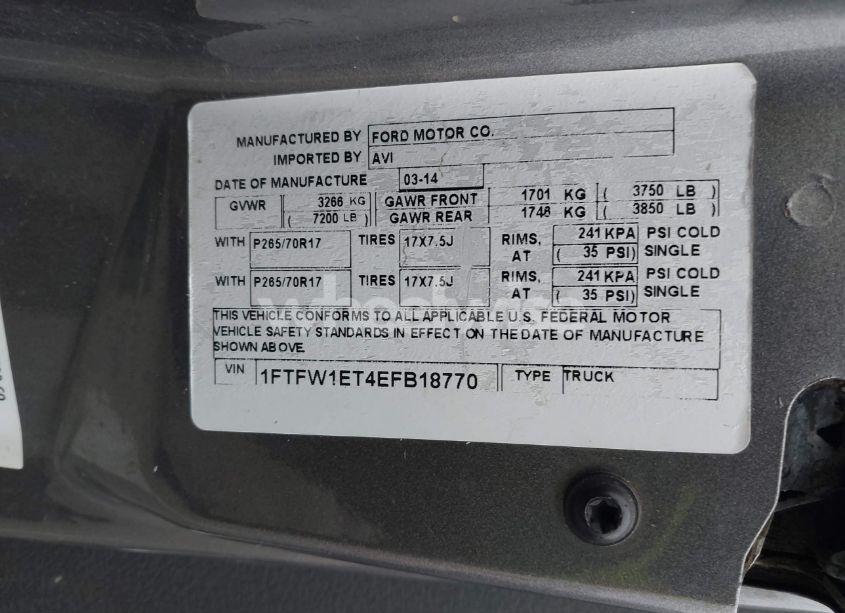 MANUFACTURED BY FORD MOTOR CO.
IMPORTED BY AVI
DATE OF MANUFACTURE 03-14
GVWR 3266 KG GAWR FRONT 1701 KG ( 3750 LB )
( 7200 LB ) GAWR REAR 1746 KG ( 3850 LB )
WITH P265/70R17 TIRES 17X7.5J RIMS, 241 KPA PSI COLD
AT ( 35 PSI) SINGLE
WITH P265/70R17 TIRES 17X7.5J RIMS, 241 KPA PSI COLD
AT ( 35 PSI) SINGLE
THIS VEHICLE CONFORMS TO ALL APPLICABLE U.S. FEDERAL MOTOR
VEHICLE SAFETY STANDARDS IN EFFECT ON THE DATE OF MANUFACTURE
SHOWN ABOVE.
VIN 1FTFW1ET4EFB18770 TYPE TRUCK